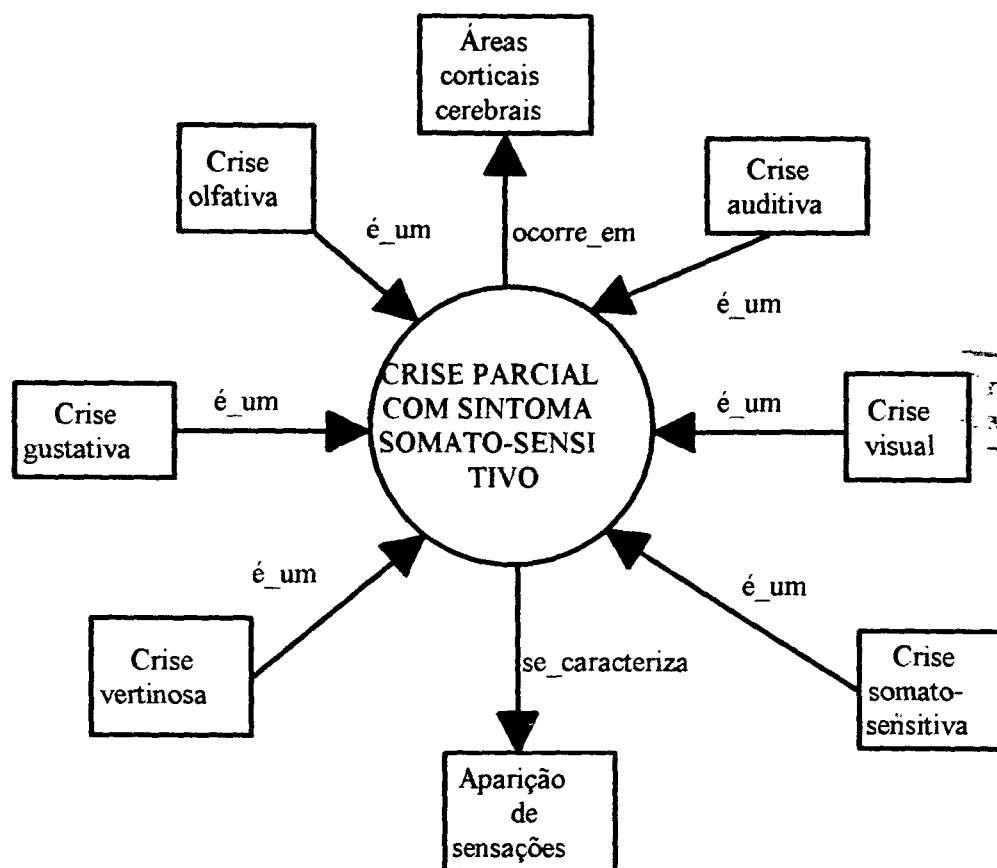 Áreas
corticais
cerebrais
Crise
olfativa
Crise
auditiva
é_um
ocorre_em
é_um
CRISE PARCIAL
COM SINTOMA
SOMATO-SENSI
TIVO
Crise
gustativa
é_um
é_um
Crise
visual
é_um
é_um
Crise
vertinosa
se_caracteriza
Crise
somato-
sensitiva
Aparição
de
sensações